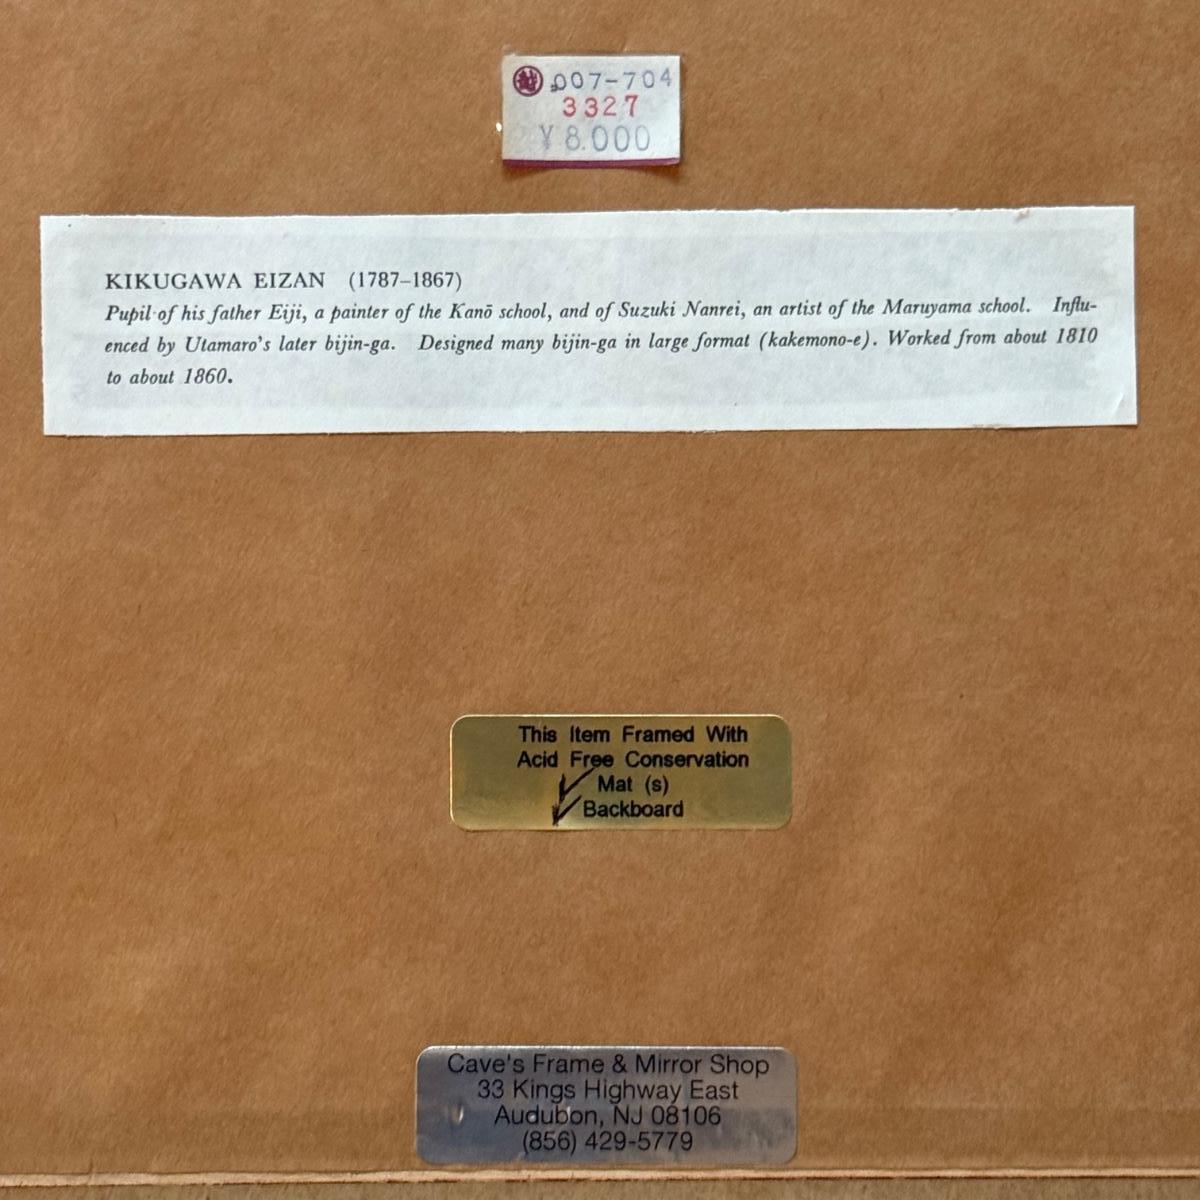 007-704
3327
¥8.000
KIKUGAWA EIZAN (1787–1867)
Pupil of his father Eiji, a painter of the Kanō school, and of Suzuki Nanrei, an artist of the Maruyama school. Influ-
enced by Utamaro's later bijin-ga. Designed many bijin-ga in large format (kakemono-e). Worked from about 1810
to about 1860.
This Item Framed With
Acid Free Conservation
✓ Mat (s)
✓ Backboard
Cave's Frame & Mirror Shop
33 Kings Highway East
Audubon, NJ 08106
(856) 429-5779